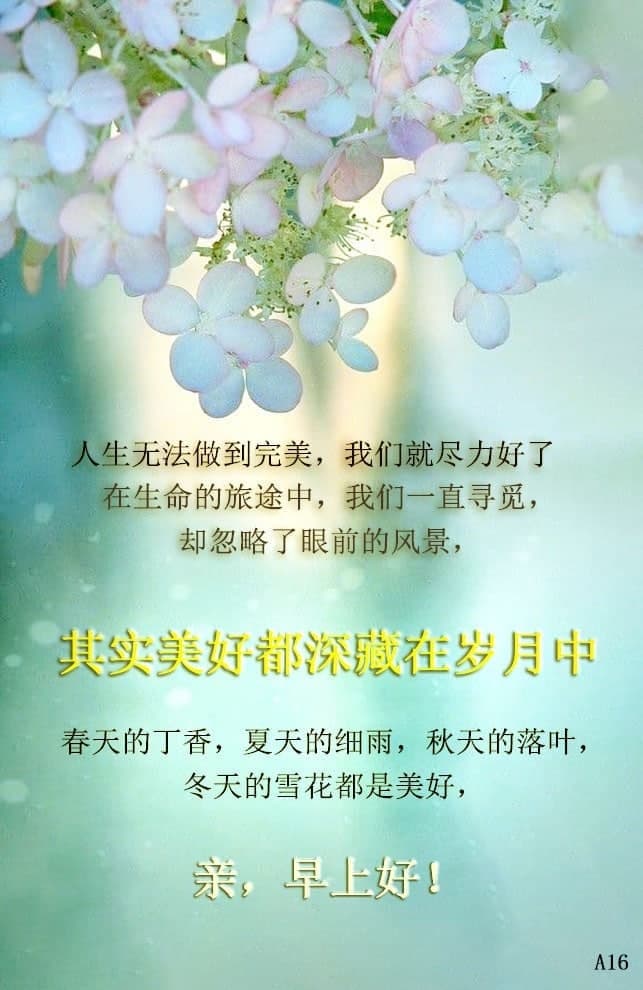 人生无法做到完美，我们就尽力好了
在生命的旅途中，我们一直寻觅，
却忽略了眼前的风景，
其实美好都深藏在岁月中
春天的丁香，夏天的细雨，秋天的落叶，
冬天的雪花都是美好，
亲，早上好！
A16